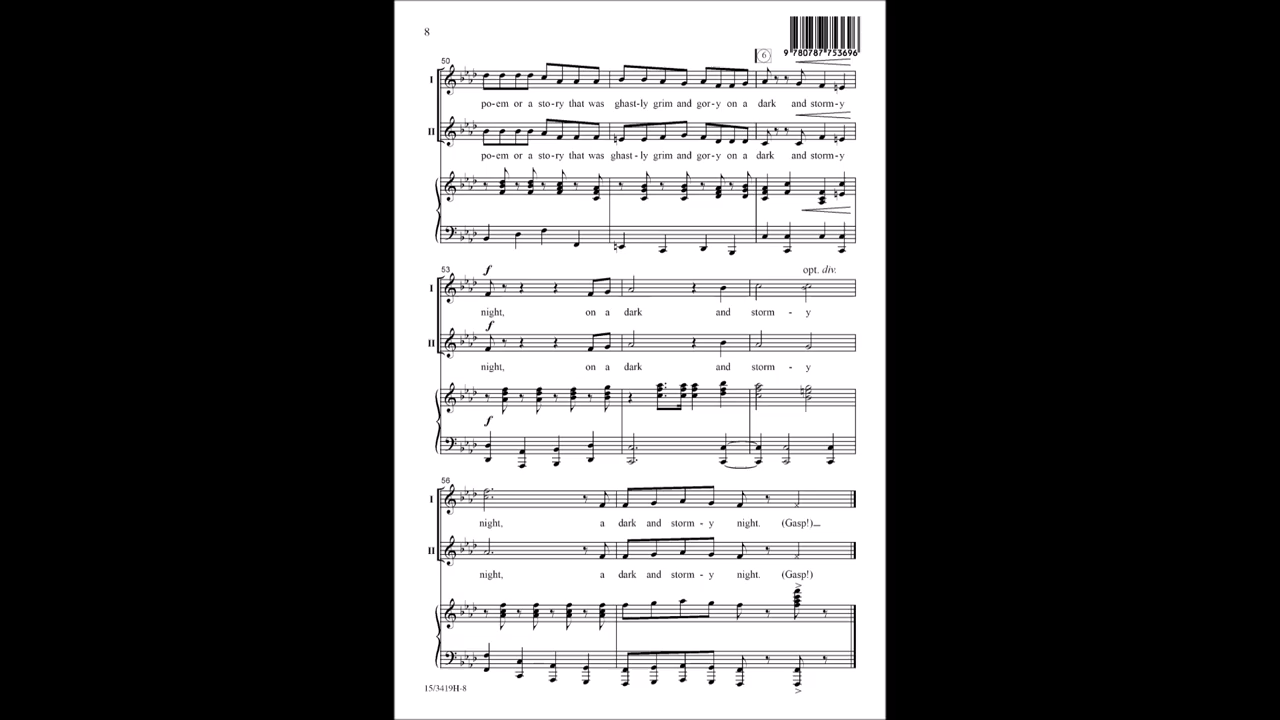 8
9 780787 753696
6
50
I
po-em or a sto-ry that was ghast-ly grim and gor-y on a dark and storm-y
II
po-em or a sto-ry that was ghast-ly grim and gor-y on a dark and storm-y
53
f
opt. div.
I
night, on a dark and storm - y
f
II
night, on a dark and storm - y
f
56
I
night, a dark and storm - y night. (Gasp!)
II
night, a dark and storm - y night. (Gasp!)
15/3419H-8